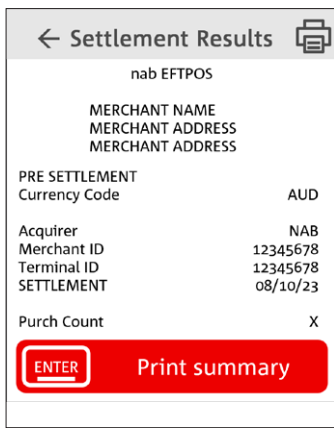 ← Settlement Results
nab EFTPOS
MERCHANT NAME
MERCHANT ADDRESS
MERCHANT ADDRESS
PRE SETTLEMENT
Currency Code AUD
Acquirer NAB
Merchant ID 12345678
Terminal ID 12345678
SETTLEMENT 08/10/23
Purch Count X
ENTER Print summary